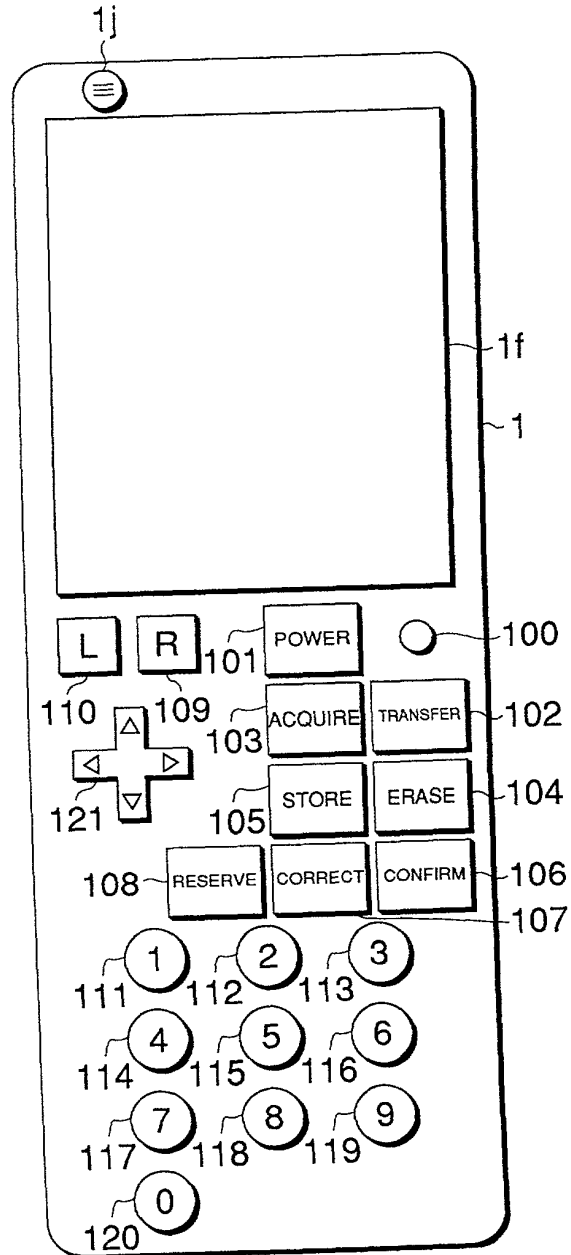 1j
1f
1
L R 101 POWER 100
110 109 103 ACQUIRE TRANSFER 102
121 105 STORE ERASE 104
108 RESERVE CORRECT CONFIRM 106
107
1 2 3
111 112 113
4 5 6
114 115 116
7 8 9
117 118 119
0
120